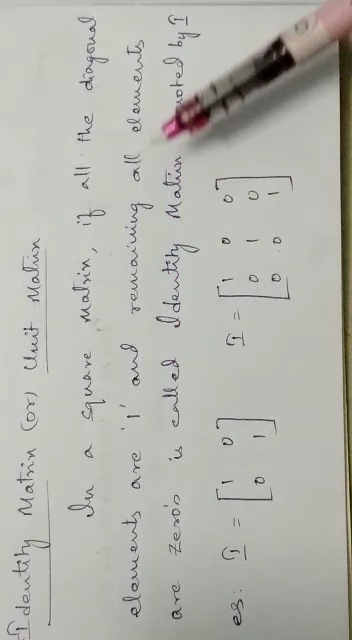 Identity Matrix (or) Unit Matrix
In a square Matrix, if all the diagonal
elements are '1' and remaining all elements
are zero's is called Identity Matrix noted by I
eg: I = [1 0 0 1] I = [1 0 0 0 1 0 0 0 1]